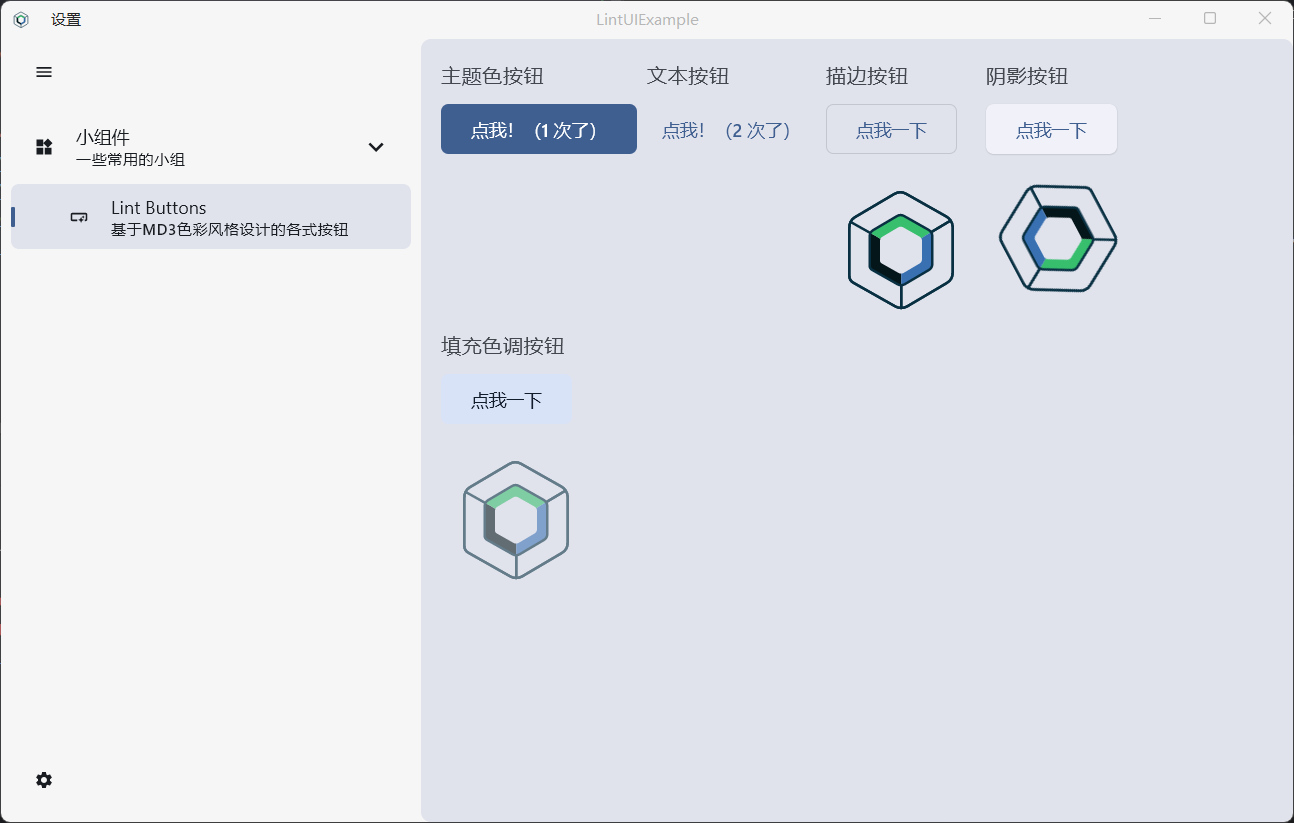 设置
LintUIExample
小组件
一些常用的小组
Lint Buttons
基于MD3色彩风格设计的各式按钮
主题色按钮
文本按钮
描边按钮
阴影按钮
点我！（1 次了）
点我！（2 次了）
点我一下
点我一下
填充色调按钮
点我一下